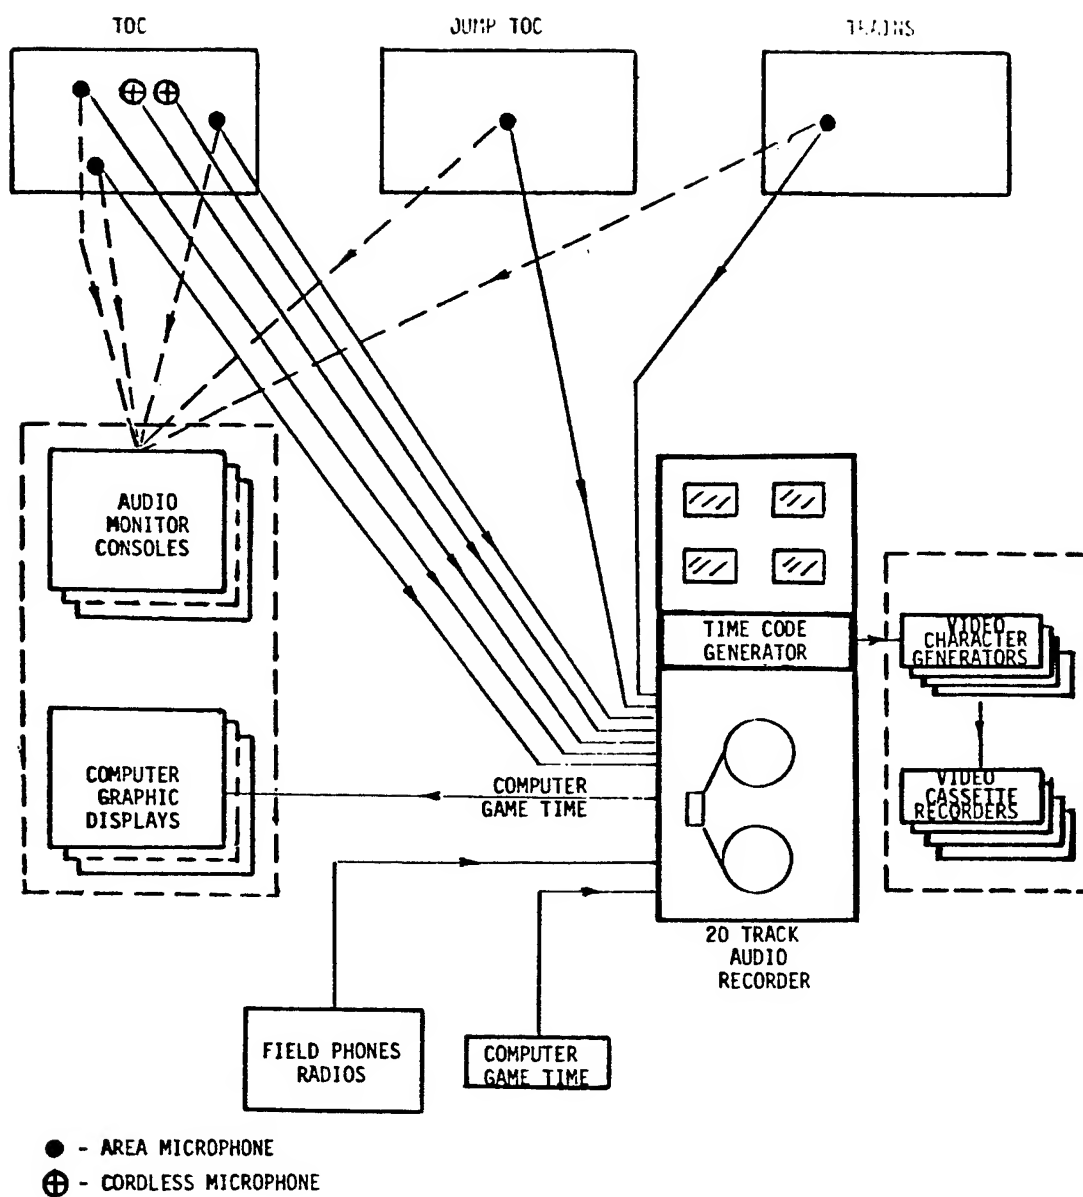 TOC
JUMP TOC
TRAINS
AUDIO
MONITOR
CONSOLES
TIME CODE
GENERATOR
VIDEO
CHARACTER
GENERATORS
COMPUTER
GRAPHIC
DISPLAYS
COMPUTER
GAME TIME
VIDEO
CASSETTE
RECORDERS
20 TRACK
AUDIO
RECORDER
FIELD PHONES
RADIOS
COMPUTER
GAME TIME
● - AREA MICROPHONE
⊕ - CORDLESS MICROPHONE